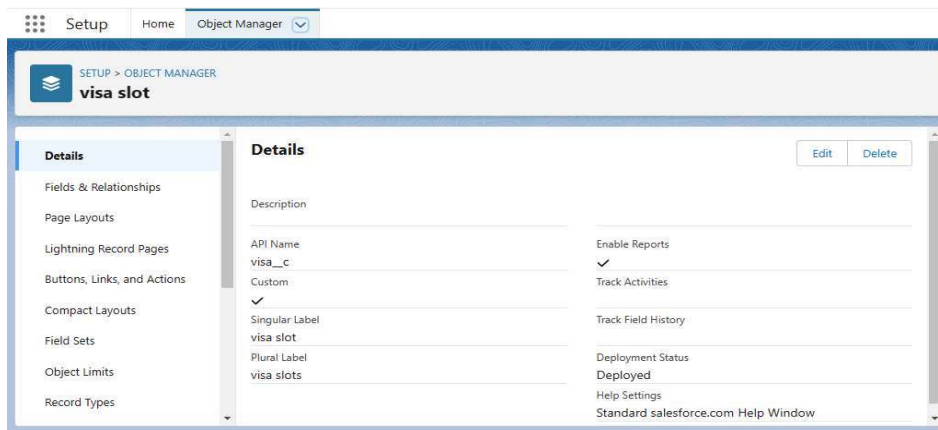 Setup
Home
Object Manager
SETUP > OBJECT MANAGER
visa slot
Details
Fields & Relationships
Page Layouts
Lightning Record Pages
Buttons, Links, and Actions
Compact Layouts
Field Sets
Object Limits
Record Types
Details
Edit
Delete
Description
API Name
visa__c
Custom
Singular Label
visa slot
Plural Label
visa slots
Enable Reports
Track Activities
Track Field History
Deployment Status
Deployed
Help Settings
Standard salesforce.com Help Window